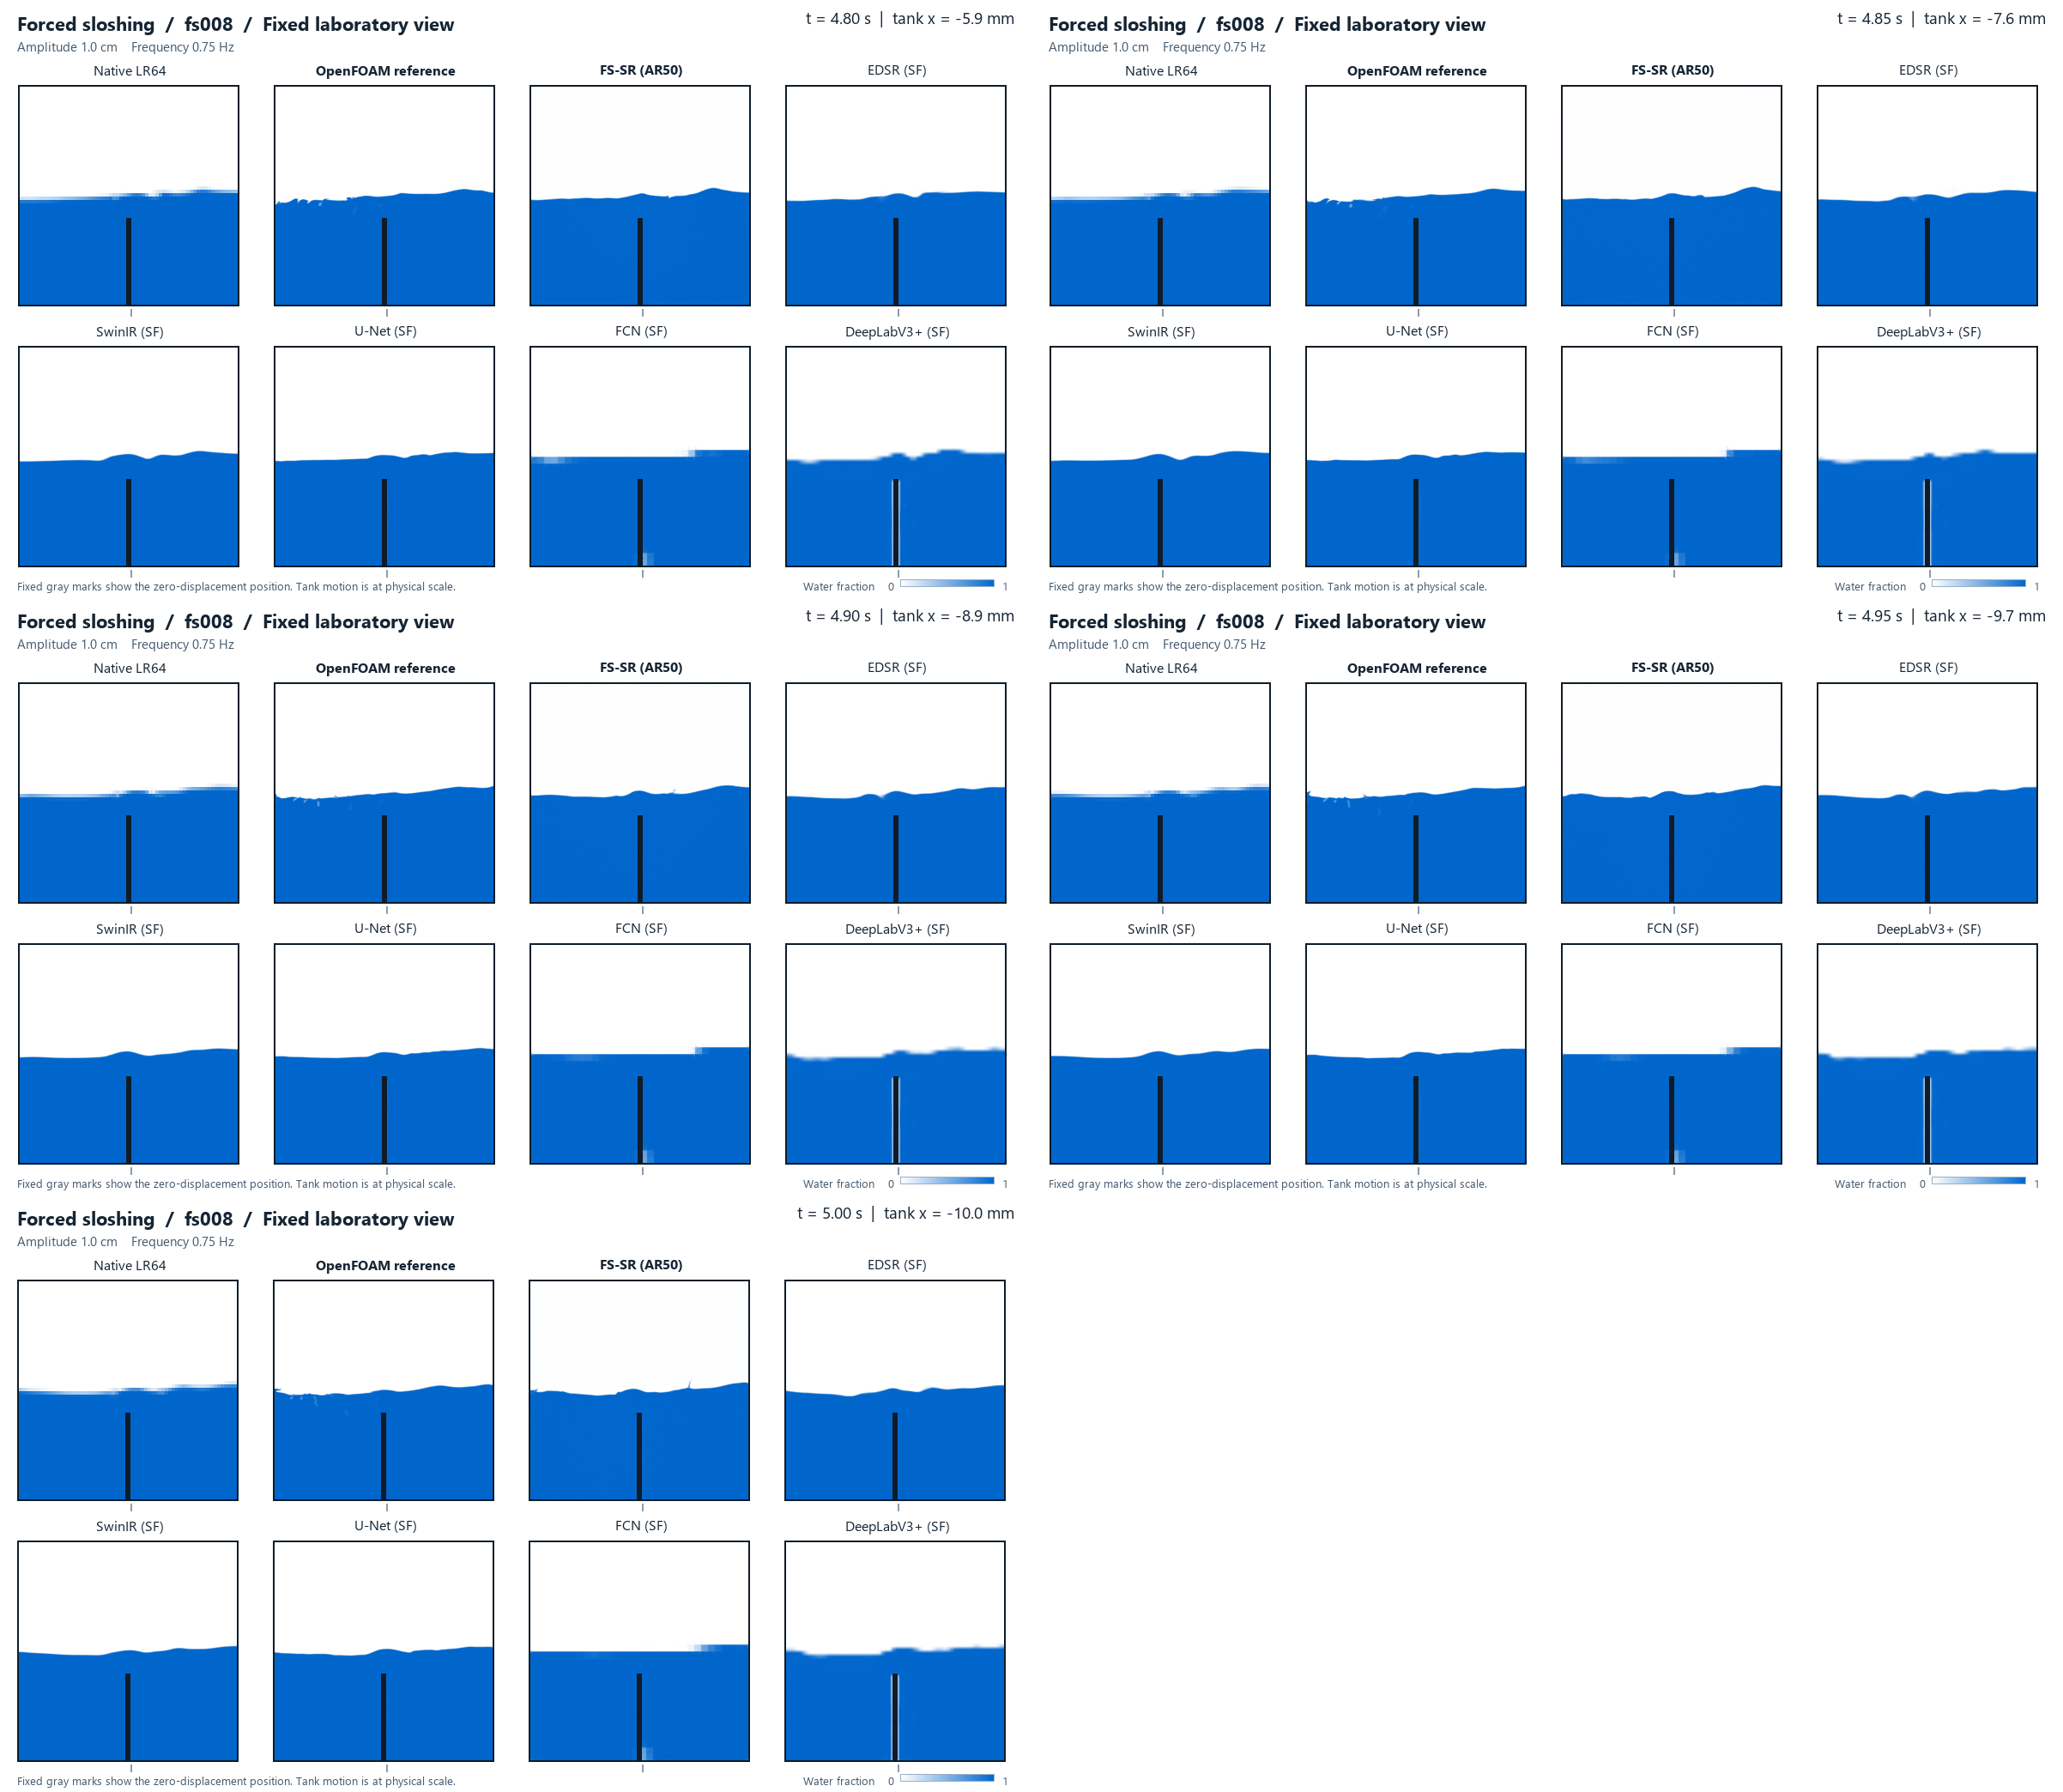 Forced sloshing / fs008 / Fixed laboratory view
t = 4.80 s | tank x = -5.9 mm
Amplitude 1.0 cm Frequency 0.75 Hz
Native LR64
OpenFOAM reference
FS-SR (AR50)
EDSR (SF)
SwinIR (SF)
U-Net (SF)
FCN (SF)
DeepLabV3+ (SF)
Fixed gray marks show the zero-displacement position. Tank motion is at physical scale.
Water fraction 0 1
Forced sloshing / fs008 / Fixed laboratory view
t = 4.85 s | tank x = -7.6 mm
Amplitude 1.0 cm Frequency 0.75 Hz
Native LR64
OpenFOAM reference
FS-SR (AR50)
EDSR (SF)
SwinIR (SF)
U-Net (SF)
FCN (SF)
DeepLabV3+ (SF)
Fixed gray marks show the zero-displacement position. Tank motion is at physical scale.
Water fraction 0 1
Forced sloshing / fs008 / Fixed laboratory view
t = 4.90 s | tank x = -8.9 mm
Amplitude 1.0 cm Frequency 0.75 Hz
Native LR64
OpenFOAM reference
FS-SR (AR50)
EDSR (SF)
SwinIR (SF)
U-Net (SF)
FCN (SF)
DeepLabV3+ (SF)
Fixed gray marks show the zero-displacement position. Tank motion is at physical scale.
Water fraction 0 1
Forced sloshing / fs008 / Fixed laboratory view
t = 4.95 s | tank x = -9.7 mm
Amplitude 1.0 cm Frequency 0.75 Hz
Native LR64
OpenFOAM reference
FS-SR (AR50)
EDSR (SF)
SwinIR (SF)
U-Net (SF)
FCN (SF)
DeepLabV3+ (SF)
Fixed gray marks show the zero-displacement position. Tank motion is at physical scale.
Water fraction 0 1
Forced sloshing / fs008 / Fixed laboratory view
t = 5.00 s | tank x = -10.0 mm
Amplitude 1.0 cm Frequency 0.75 Hz
Native LR64
OpenFOAM reference
FS-SR (AR50)
EDSR (SF)
SwinIR (SF)
U-Net (SF)
FCN (SF)
DeepLabV3+ (SF)
Fixed gray marks show the zero-displacement position. Tank motion is at physical scale.
Water fraction 0 1